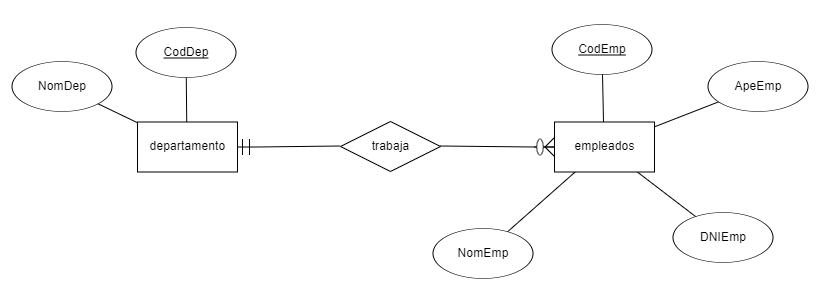 CodDep
CodEmp
NomDep
ApeEmp
departamento
trabaja
empleados
NomEmp
DNIEmp